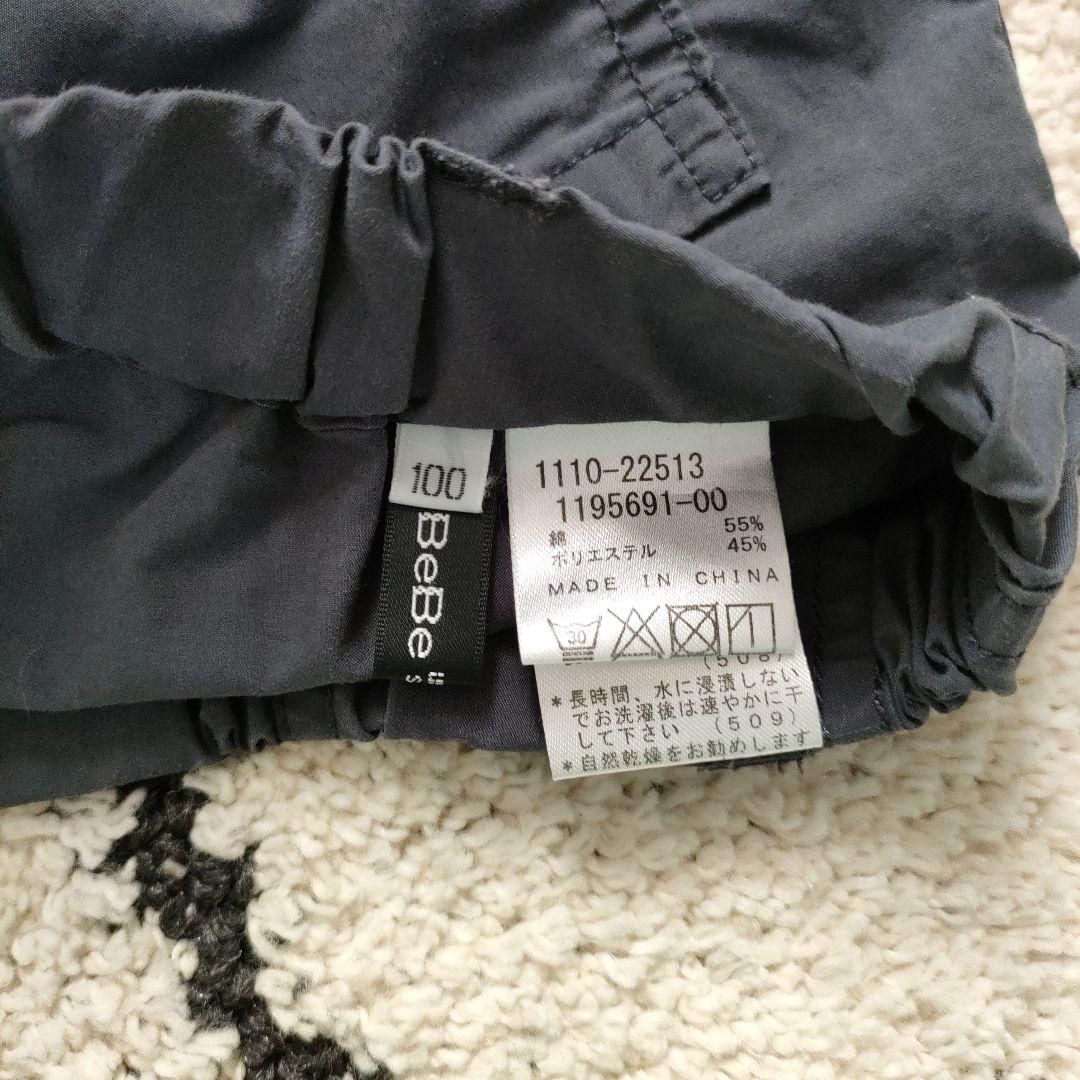 100
BeBe
1110-22513
1195691-00
綿 55%
ポリエステル 45%
MADE IN CHINA
30
(508)
*長時間、水に浸漬しない
でお洗濯後は速やかに干
して下さい (509)
*自然乾燥をお勧めします